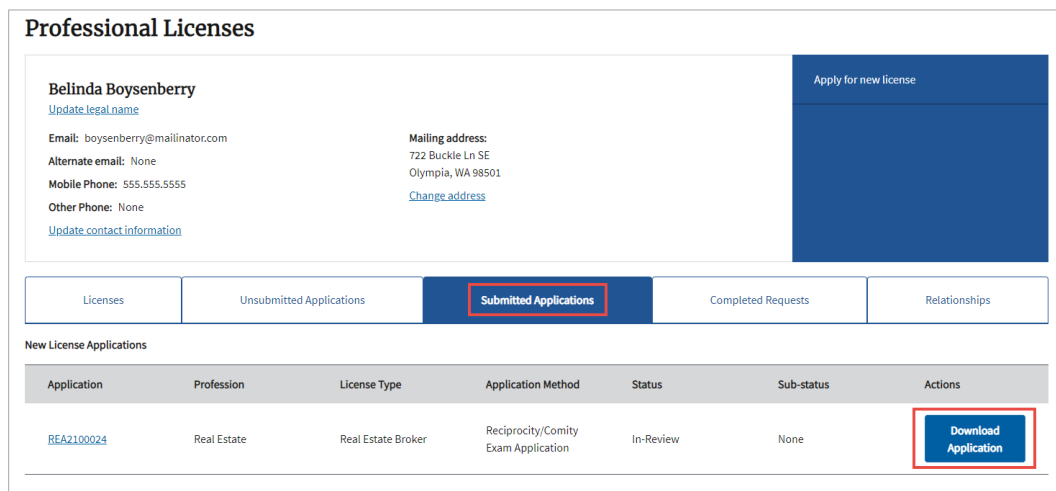 Professional Licenses
Belinda Boysenberry
Update legal name
Email: boysenberry@mailinator.com
Alternate email: None
Mobile Phone: 555.555.5555
Other Phone: None
Update contact information
Mailing address:
722 Buckle Ln SE
Olympia, WA 98501
Change address
Apply for new license
Licenses Unsubmitted Applications Submitted Applications Completed Requests Relationships
New License Applications
Application Profession License Type Application Method Status Sub-status Actions
REA2100024 Real Estate Real Estate Broker Reciprocity/Comity In-Review None Download
Exam Application Application